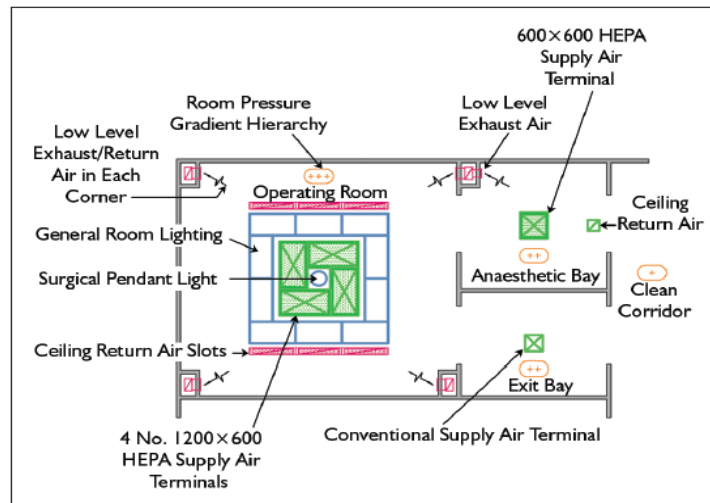 600×600 HEPA
Supply Air
Terminal
Room Pressure
Gradient Hierarchy
Low Level
Exhaust Air
Low Level
Exhaust/Return
Air in Each
Corner
+++
Operating Room
Ceiling
Return Air
General Room Lighting
Surgical Pendant Light
++
Anaesthetic Bay
+
Clean
Corridor
Ceiling Return Air Slots
++
Exit Bay
4 No. 1200×600
HEPA Supply Air
Terminals
Conventional Supply Air Terminal